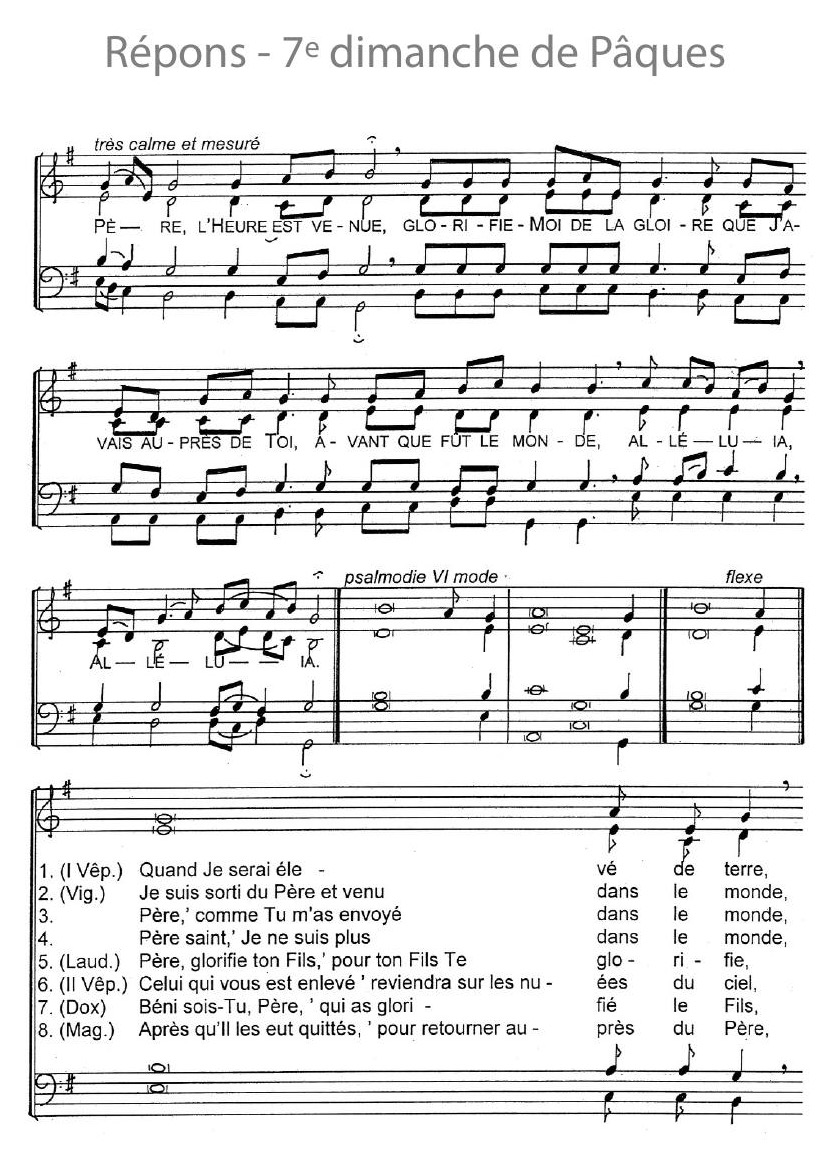 Répons - 7e dimanche de Pâques
très calme et mesuré
PÈ — RE, L'HEURE EST VE - NUE, GLO - RI - FIE - MOI DE LA GLOI - RE QUE J'A-
VAIS AU - PRÈS DE TOI, A - VANT QUE FÛT LE MON - DE, AL - LÉ — LU — IA,
psalmodie VI mode
flexe
AL — LÉ — LU — IA.
1. (I Vêp.) Quand Je serai éle - vé de terre,
2. (Vig.) Je suis sorti du Père et venu dans le monde,
3. Père,' comme Tu m'as envoyé dans le monde,
4. Père saint,' Je ne suis plus dans le monde,
5. (Laud.) Père, glorifie ton Fils,' pour ton Fils Te glo - ri - fie,
6. (II Vêp.) Celui qui vous est enlevé ' reviendra sur les nu - ées du ciel,
7. (Dox) Béni sois-Tu, Père, ' qui as glori - fié le Fils,
8. (Mag.) Après qu'Il les eut quittés, ' pour retourner au - près du Père,